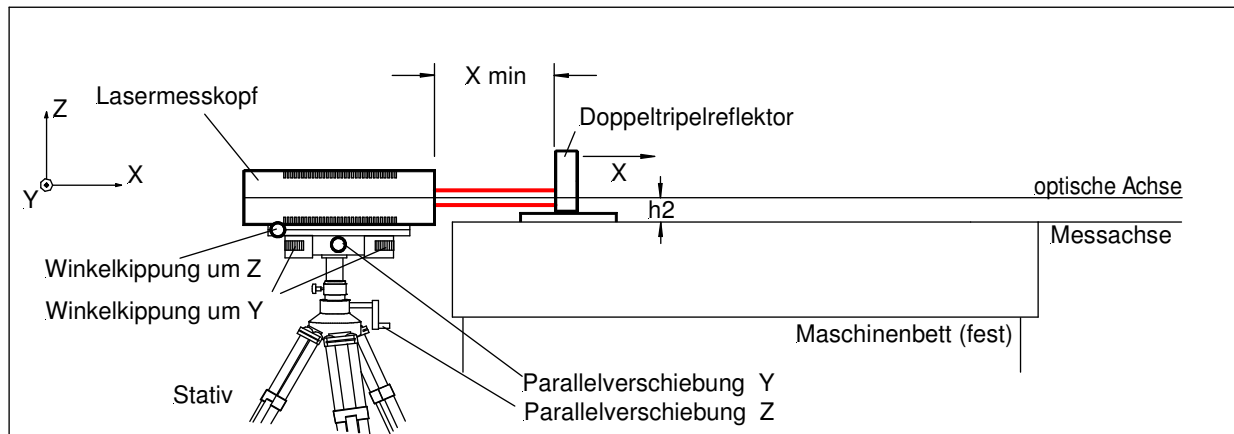 X min
Lasermesskopf
Doppeltripelreflektor
Z
X
Y
X
optische Achse
h2
Messachse
Winkelkippung um Z
Winkelkippung um Y
Maschinenbett (fest)
Stativ
Parallelverschiebung Y
Parallelverschiebung Z